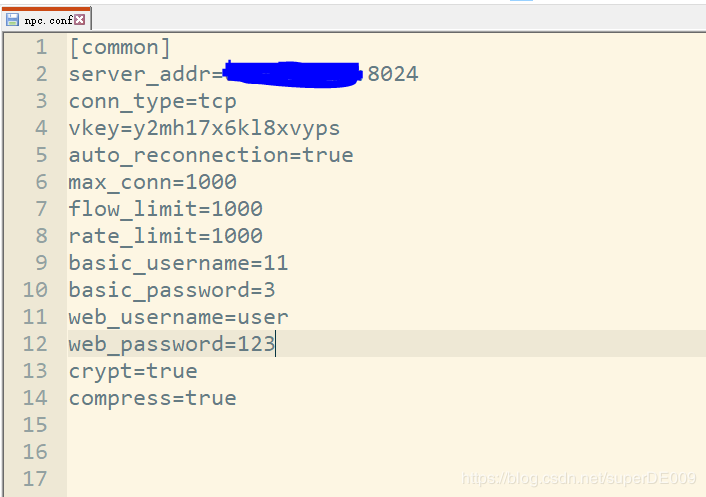 npc.conf
1 [common]
2 server_addr= 8024
3 conn_type=tcp
4 vkey=y2mh17x6kl8xvyps
5 auto_reconnection=true
6 max_conn=1000
7 flow_limit=1000
8 rate_limit=1000
9 basic_username=11
10 basic_password=3
11 web_username=user
12 web_password=123
13 crypt=true
14 compress=true
15
16
17
https://blog.csdn.net/superDE009